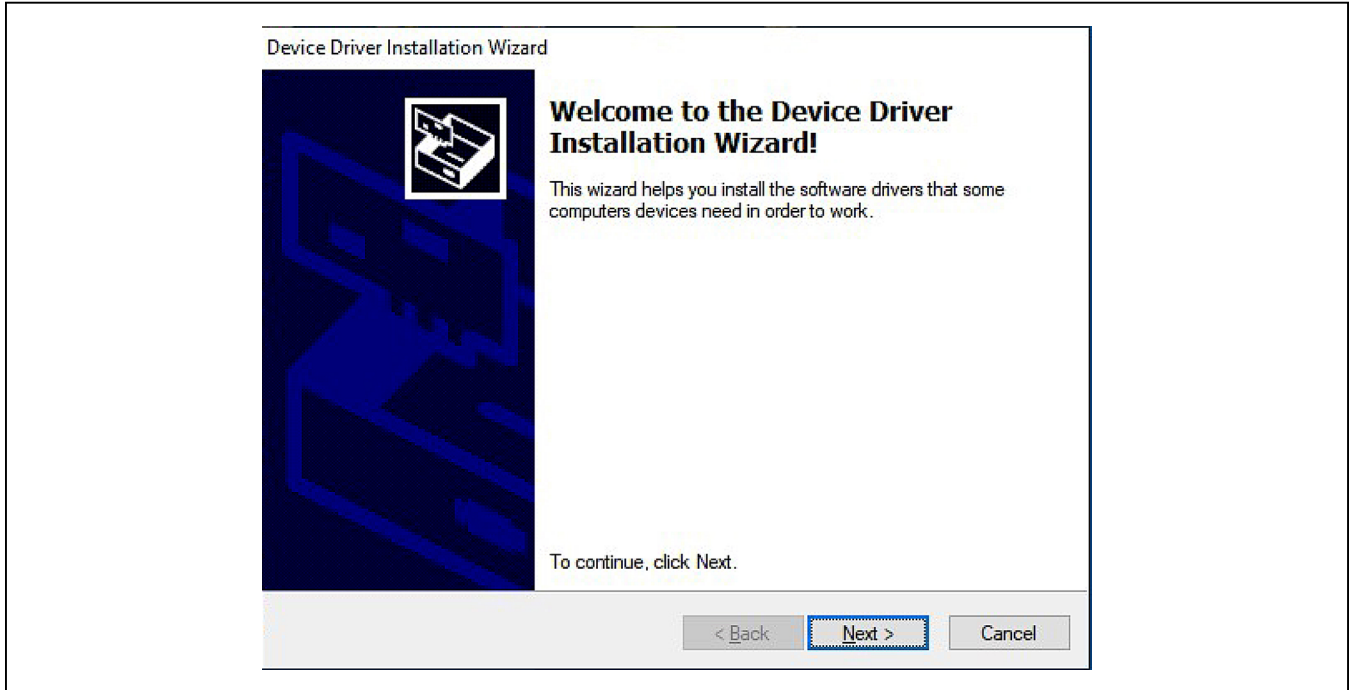 Device Driver Installation Wizard
Welcome to the Device Driver
Installation Wizard!
This wizard helps you install the software drivers that some
computers devices need in order to work.
To continue, click Next.
< Back
Next >
Cancel